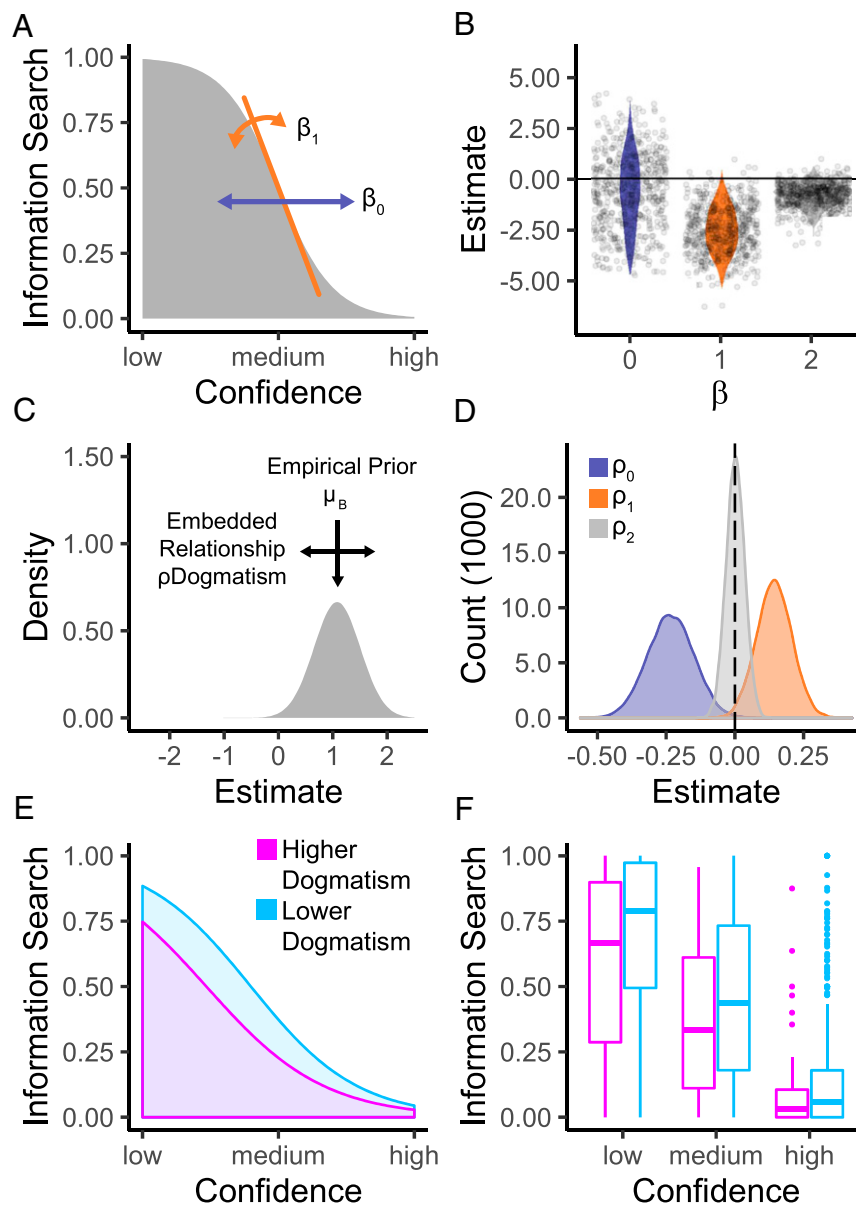 A
Information Search
1.00
0.75
0.50
0.25
0.00
β1
β0
low
medium
high
Confidence
B
Estimate
5.00
2.50
0.00
-2.50
-5.00
0
1
2
β
C
Density
1.50
1.00
0.50
0.00
Empirical Prior
μB
Embedded
Relationship
ρDogmatism
-2
-1
0
1
2
Estimate
D
Count (1000)
20.0
15.0
10.0
5.0
0.0
ρ0
ρ1
ρ2
-0.50
-0.25
0.00
0.25
Estimate
E
Information Search
1.00
0.75
0.50
0.25
0.00
Higher
Dogmatism
Lower
Dogmatism
low
medium
high
Confidence
F
Information Search
1.00
0.75
0.50
0.25
0.00
low
medium
high
Confidence